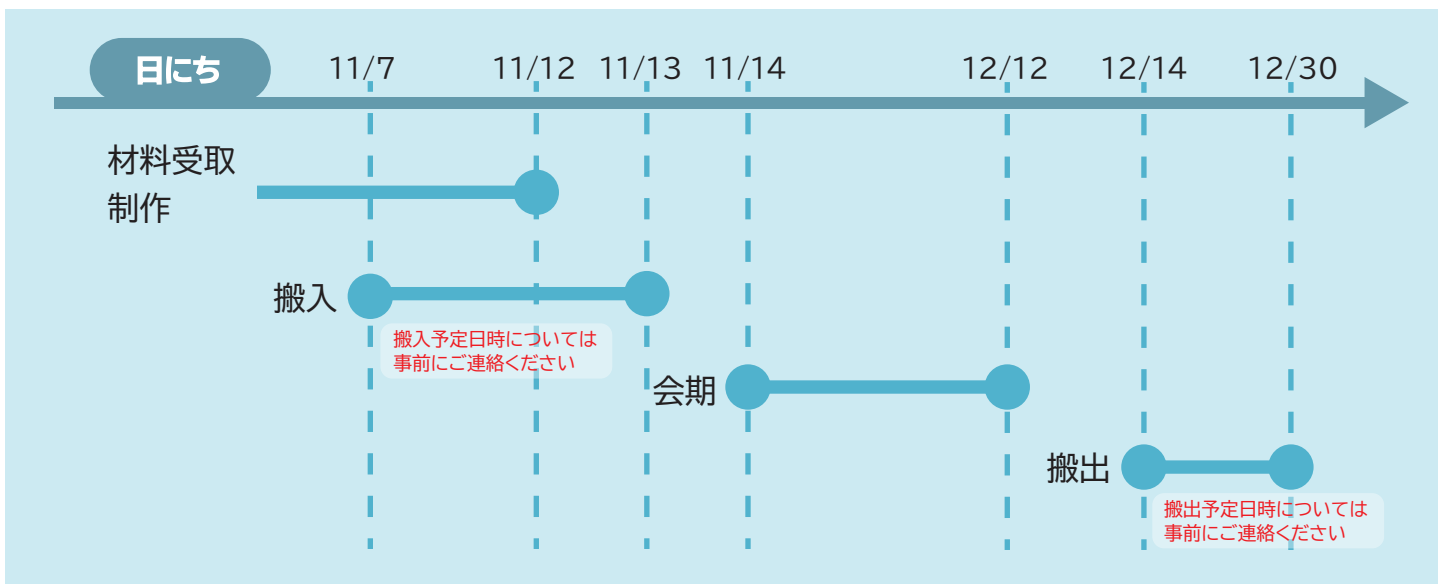 日にち
11/7
11/12
11/13
11/14
12/12
12/14
12/30
材料受取
制作
搬入
搬入予定日時については
事前にご連絡ください
会期
搬出
搬出予定日時については
事前にご連絡ください